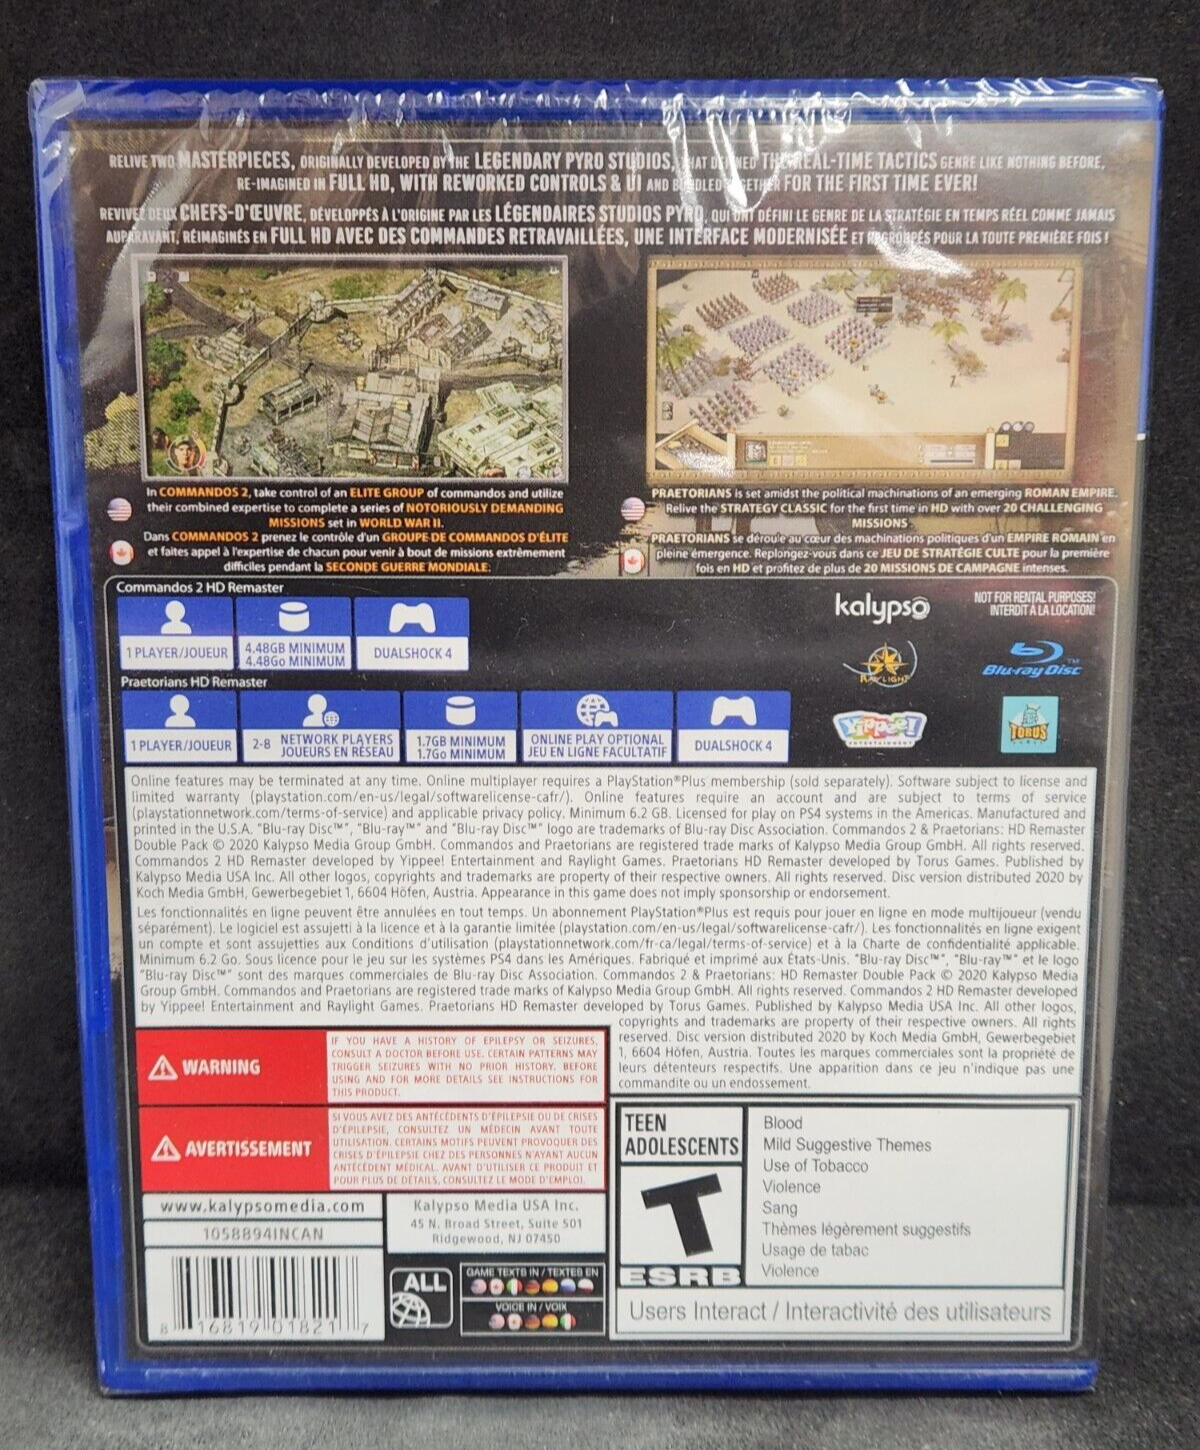 RELIVE TWO MASTERPIECES, ORIGINALLY DEVELOPED BY THE LEGENDARY PYRO STUDIOS, THE REAL-TIME TACTICS GENRE LIKE NOTHING BEFORE,
RE-IMAGINED IN FULL HD, WITH REWORKED CONTROLS & UI AND FOR THE FIRST TIME EVER!
REVIVEZ DEUX CHEFS-D'ŒUVRE, DÉVELOPPÉS À L'ORIGINE PAR LES LÉGENDAIRES STUDIOS PYRO, QUI ONT DÉFINI LE GENRE DE LA STRATÉGIE EN TEMPS RÉEL COMME JAMAIS
AUPARAVANT, RÉIMAGINÉS EN FULL HD AVEC DES COMMANDES RETRAVAILLÉES, UNE INTERFACE MODERNISÉE ET REGROUPÉS POUR LA TOUTE PREMIÈRE FOIS !
In COMMANDOS 2, take control of an ELITE GROUP of commandos and utilize
their combined expertise to complete a series of NOTORIOUSLY DEMANDING
MISSIONS set in WORLD WAR II.
Dans COMMANDOS 2 prenez le contrôle d'un GROUPE DE COMMANDOS D'ÉLITE
et faites appel à l'expertise de chacun pour venir à bout de missions extrêmement
difficiles pendant la SECONDE GUERRE MONDIALE.
PRAETORIANS is set amidst the political machinations of an emerging ROMAN EMPIRE.
Relive the STRATEGY CLASSIC for the first time in HD with over 20 CHALLENGING
MISSIONS
PRAETORIANS se déroule au cœur des machinations politiques d'un EMPIRE ROMAIN en
pleine émergence. Replongez-vous dans ce JEU DE STRATÉGIE CULTE pour la première
fois en HD et profitez de plus de 20 MISSIONS DE CAMPAGNE intenses.
Commandos 2 HD Remaster
1 PLAYER/JOUEUR
4.48GB MINIMUM
4.48Go MINIMUM
DUALSHOCK 4
kalypso
NOT FOR RENTAL PURPOSES!
INTERDIT À LA LOCATION!
RAYLIGHT
Blu-ray Disc™
Praetorians HD Remaster
1 PLAYER/JOUEUR
2-8 NETWORK PLAYERS
JOUEURS EN RÉSEAU
1.7GB MINIMUM
1.7Go MINIMUM
ONLINE PLAY OPTIONAL
JEU EN LIGNE FACULTATIF
DUALSHOCK 4
Yippee!
ENTERTAINMENT
TORUS
GAMES
Online features may be terminated at any time. Online multiplayer requires a PlayStation®Plus membership (sold separately). Software subject to license and
limited warranty (playstation.com/en-us/legal/softwarelicense-cafr/). Online features require an account and are subject to terms of service
(playstationnetwork.com/terms-of-service) and applicable privacy policy. Minimum 6.2 GB. Licensed for play on PS4 systems in the Americas. Manufactured and
printed in the U.S.A. "Blu-ray Disc™", "Blu-ray™" and "Blu-ray Disc™" logo are trademarks of Blu-ray Disc Association. Commandos 2 & Praetorians: HD Remaster
Double Pack © 2020 Kalypso Media Group GmbH. Commandos and Praetorians are registered trade marks of Kalypso Media Group GmbH. All rights reserved.
Commandos 2 HD Remaster developed by Yippee! Entertainment and Raylight Games. Praetorians HD Remaster developed by Torus Games. Published by
Kalypso Media USA Inc. All other logos, copyrights and trademarks are property of their respective owners. All rights reserved. Disc version distributed 2020 by
Koch Media GmbH, Gewerbegebiet 1, 6604 Höfen, Austria. Appearance in this game does not imply sponsorship or endorsement.
Les fonctionnalités en ligne peuvent être annulées en tout temps. Un abonnement PlayStation®Plus est requis pour jouer en ligne en mode multijoueur (vendu
séparément). Le logiciel est assujetti à la licence et à la garantie limitée (playstation.com/en-us/legal/softwarelicense-cafr/). Les fonctionnalités en ligne exigent
un compte et sont assujetties aux Conditions d'utilisation (playstationnetwork.com/fr-ca/legal/terms-of-service) et à la Charte de confidentialité applicable.
Minimum 6.2 Go. Sous licence pour le jeu sur les systèmes PS4 dans les Amériques. Fabriqué et imprimé aux États-Unis. "Blu-ray Disc™", "Blu-ray™" et le logo
"Blu-ray Disc™" sont des marques commerciales de Blu-ray Disc Association. Commandos 2 & Praetorians: HD Remaster Double Pack © 2020 Kalypso Media
Group GmbH. Commandos and Praetorians are registered trade marks of Kalypso Media Group GmbH. All rights reserved. Commandos 2 HD Remaster developed
by Yippee! Entertainment and Raylight Games. Praetorians HD Remaster developed by Torus Games. Published by Kalypso Media USA Inc. All other logos,
copyrights and trademarks are property of their respective owners. All rights
reserved. Disc version distributed 2020 by Koch Media GmbH, Gewerbegebiet
1, 6604 Höfen, Austria. Toutes les marques commerciales sont la propriété de
leurs détenteurs respectifs. Une apparition dans ce jeu n'indique pas une
commandite ou un endossement.
WARNING
IF YOU HAVE A HISTORY OF EPILEPSY OR SEIZURES,
CONSULT A DOCTOR BEFORE USE. CERTAIN PATTERNS MAY
TRIGGER SEIZURES WITH NO PRIOR HISTORY. BEFORE
USING AND FOR MORE DETAILS SEE INSTRUCTIONS FOR
THIS PRODUCT.
AVERTISSEMENT
SI VOUS AVEZ DES ANTÉCÉDENTS D'ÉPILEPSIE OU DE CRISES
D'ÉPILEPSIE, CONSULTEZ UN MÉDECIN AVANT TOUTE
UTILISATION. CERTAINS MOTIFS PEUVENT PROVOQUER DES
CRISES D'ÉPILEPSIE CHEZ DES PERSONNES N'AYANT AUCUN
ANTÉCÉDENT MÉDICAL. AVANT D'UTILISER CE PRODUIT ET
POUR PLUS DE DÉTAILS, CONSULTEZ LE MODE D'EMPLOI.
www.kalypsomedia.com
1058894INCAN
Kalypso Media USA Inc.
45 N. Broad Street, Suite 501
Ridgewood, NJ 07450
8 16819 01821 7
ALL
GAME TEXTS IN / TEXTES EN
VOICE IN / VOIX
TEEN
ADOLESCENTS
T
ESRB
Blood
Mild Suggestive Themes
Use of Tobacco
Violence
Sang
Thèmes légèrement suggestifs
Usage de tabac
Violence
Users Interact / Interactivité des utilisateurs